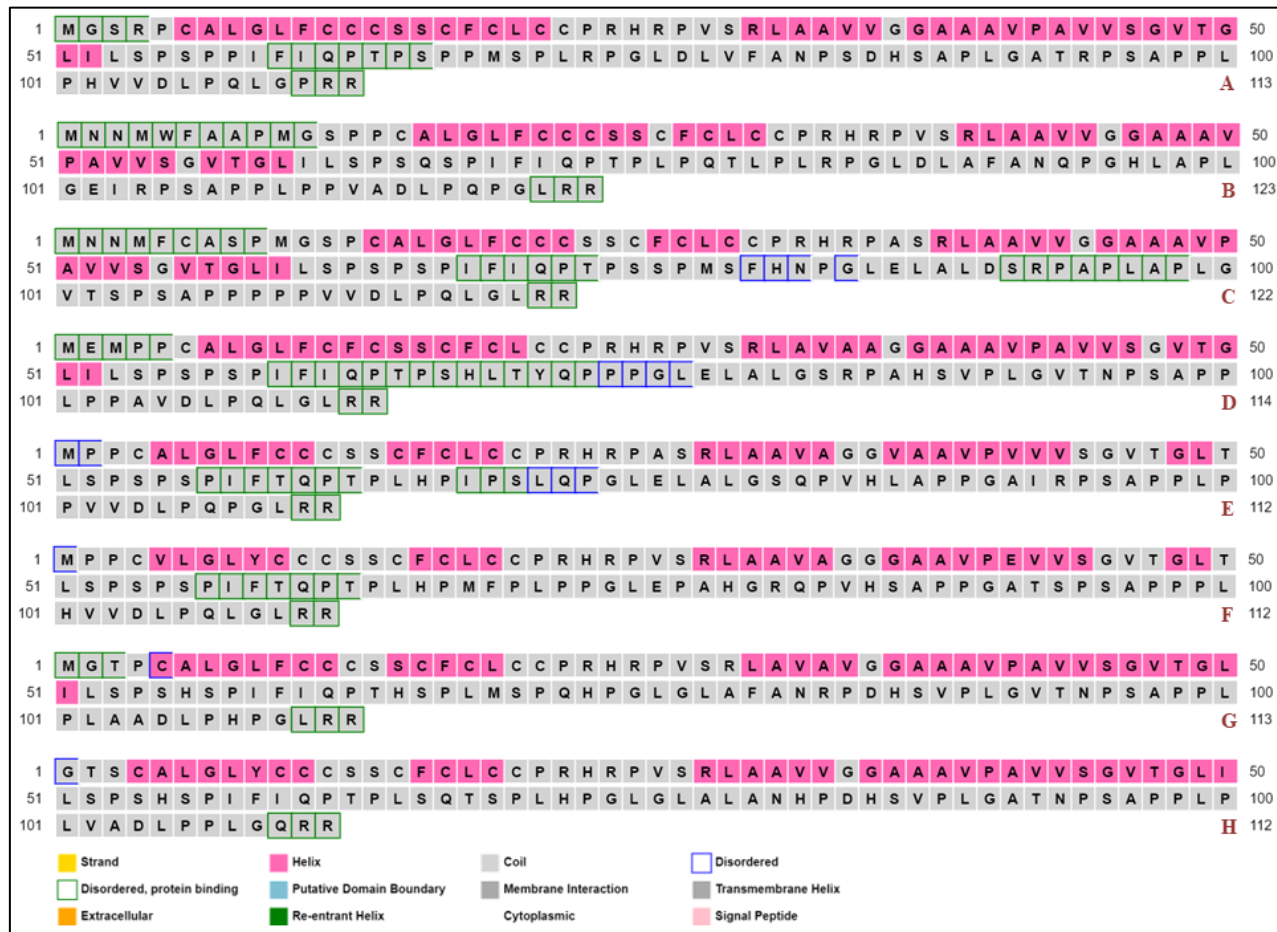 1 M G S R P C A L G L F C C C S S C F C L C C P R H R P V S R L A A V V G G A A A V P A V V S G V T G 50
51 L I L S P S P P I F I Q P T P S P P M S P L R P G L D L V F A N P S D H S A P L G A T R P S A P P L 100
101 P H V V D L P Q L G P R R A 113
1 M N N M W F A A P M G S P P C A L G L F C C C S S C F C L C C P R H R P V S R L A A V V G G A A A V 50
51 P A V V S G V T G L I L S P S Q S P I F I Q P T P L P Q T L P L R P G L D L A F A N Q P G H L A P L 100
101 G E I R P S A P P L P P V A D L P Q P G L R R B 123
1 M N N M F C A S P M G S P C A L G L F C C C S S C F C L C C P R H R P A S R L A A V V G G A A A V P 50
51 A V V S G V T G L I L S P S P S P I F I Q P T P S S P M S F H N P G L E L A L D S R P A P L A P L G 100
101 V T S P S A P P P P P V V D L P Q L G L R R C 122
1 M E M P P C A L G L F C F C S S C F C L C C P R H R P V S R L A V A A G G A A A V P A V V S G V T G 50
51 L I L S P S P S P I F I Q P T P S H L T Y Q P P P G L E L A L G S R P A H S V P L G V T N P S A P P 100
101 L P P A V D L P Q L G L R R D 114
1 M P P C A L G L F C C C S S C F C L C C P R H R P A S R L A A V A G G V A A V P V V V S G V T G L T 50
51 L S P S P S P I F T Q P T P L H P I P S L Q P G L E L A L G S Q P V H L A P P G A I R P S A P P L P 100
101 P V V D L P Q P G L R R E 112
1 M P P C V L G L Y C C C S S C F C L C C P R H R P V S R L A A V A G G G A A V P E V V S G V T G L T 50
51 L S P S P S P I F T Q P T P L H P M F P L P P G L E P A H G R Q P V H S A P P G A T S P S A P P P L 100
101 H V V D L P Q L G L R R F 112
1 M G T P C A L G L F C C C S S C F C L C C P R H R P V S R L A V A V G G A A A V P A V V S G V T G L 50
51 I L S P S H S P I F I Q P T H S P L M S P Q H P G L G L A F A N R P D H S V P L G V T N P S A P P L 100
101 P L A A D L P H P G L R R G 113
1 G T S C A L G L Y C C C S S C F C L C C P R H R P V S R L A A V V G G A A A V P A V V S G V T G L I 50
51 L S P S H S P I F I Q P T P L S Q T S P L H P G L G L A L A N H P D H S V P L G A T N P S A P P L P 100
101 L V A D L P P L G Q R R H 112
Strand Helix Coil Disordered
Disordered, protein binding Putative Domain Boundary Membrane Interaction Transmembrane Helix
Extracellular Re-entrant Helix Cytoplasmic Signal Peptide